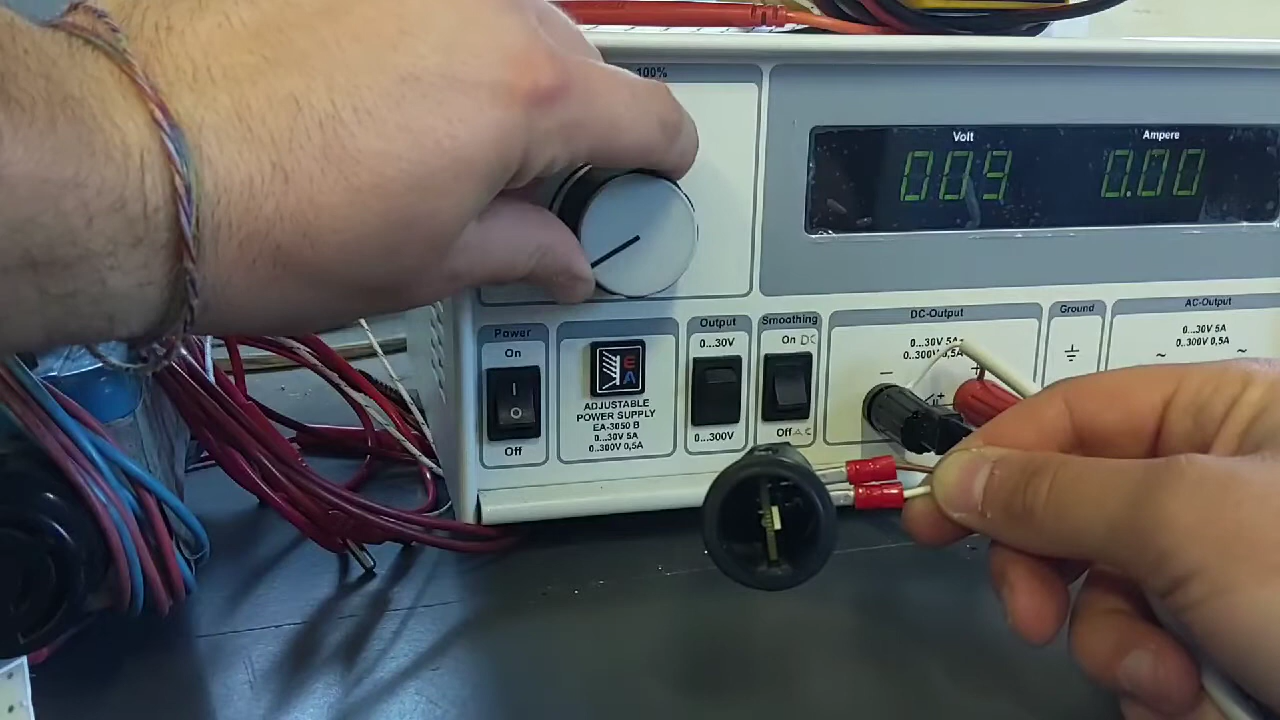 100%
Volt
Ampere
009
0.00
Power
On
I
O
Off
EA
ADJUSTABLE
POWER SUPPLY
EA-3050 B
0...30V 5A
0...300V 0,5A
Output
0...30V
0...300V
Smoothing
On DC
Off AC
DC-Output
0...30V 5A
0...300V 0,5A
- +
Ground
AC-Output
0...30V 5A
0...300V 0,5A
~ ~